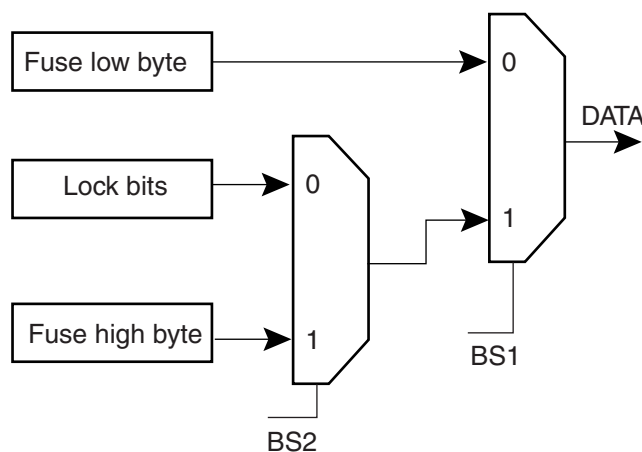 Fuse low byte
0
DATA
Lock bits
0
1
Fuse high byte
1
BS1
BS2